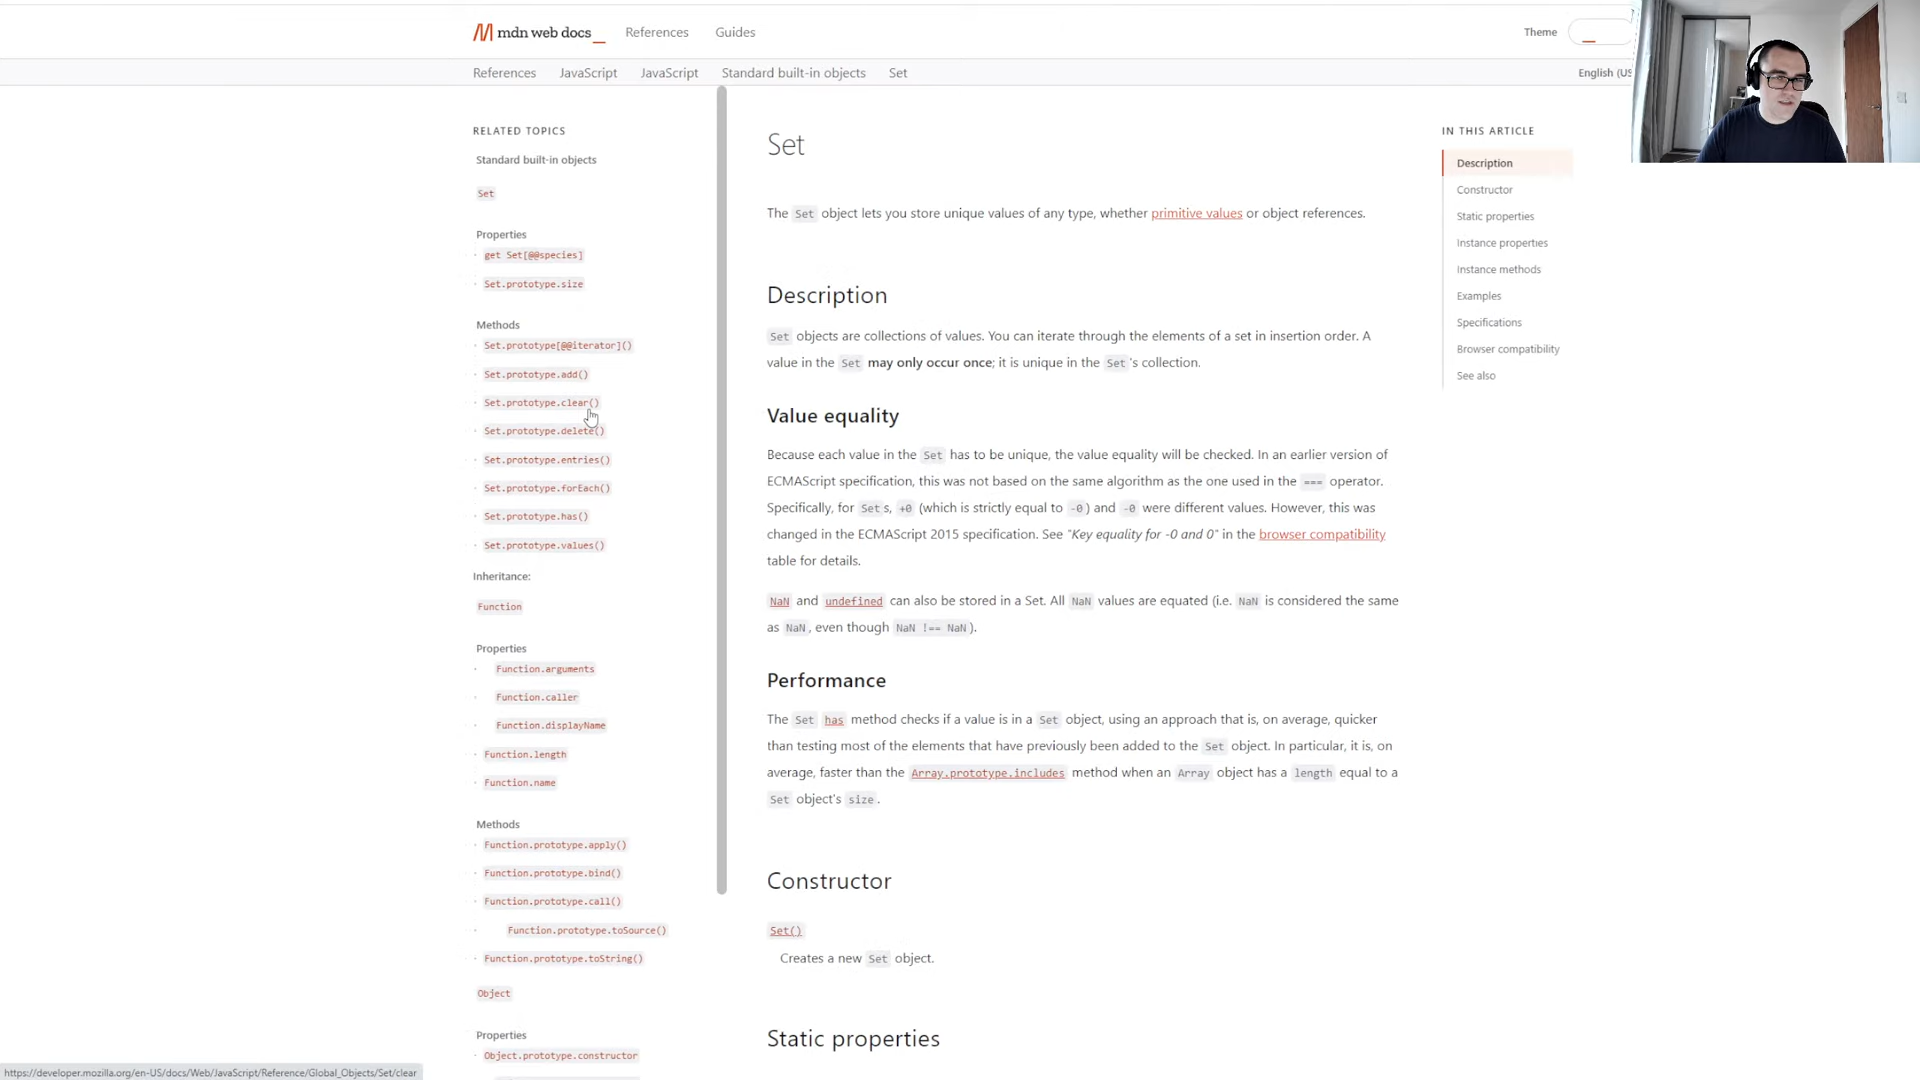 mdn web docs_
References
Guides
Theme
References
JavaScript
JavaScript
Standard built-in objects
Set
English (US
RELATED TOPICS
Standard built-in objects
Set
Properties
get Set[@@species]
Set.prototype.size
Methods
Set.prototype[@@iterator]()
Set.prototype.add()
Set.prototype.clear()
Set.prototype.delete()
Set.prototype.entries()
Set.prototype.forEach()
Set.prototype.has()
Set.prototype.values()
Inheritance:
Function
Properties
Function.arguments
Function.caller
Function.displayName
Function.length
Function.name
Methods
Function.prototype.apply()
Function.prototype.bind()
Function.prototype.call()
Function.prototype.toSource()
Function.prototype.toString()
Object
Properties
Object.prototype.constructor
Set
The Set object lets you store unique values of any type, whether primitive values or object references.
Description
Set objects are collections of values. You can iterate through the elements of a set in insertion order. A
value in the Set may only occur once; it is unique in the Set's collection.
Value equality
Because each value in the Set has to be unique, the value equality will be checked. In an earlier version of
ECMAScript specification, this was not based on the same algorithm as the one used in the === operator.
Specifically, for Sets, +0 (which is strictly equal to -0) and -0 were different values. However, this was
changed in the ECMAScript 2015 specification. See "Key equality for -0 and 0" in the browser compatibility
table for details.
NaN and undefined can also be stored in a Set. All NaN values are equated (i.e. NaN is considered the same
as NaN, even though NaN !== NaN).
Performance
The Set has method checks if a value is in a Set object, using an approach that is, on average, quicker
than testing most of the elements that have previously been added to the Set object. In particular, it is, on
average, faster than the Array.prototype.includes method when an Array object has a length equal to a
Set object's size.
Constructor
Set()
Creates a new Set object.
Static properties
IN THIS ARTICLE
Description
Constructor
Static properties
Instance properties
Instance methods
Examples
Specifications
Browser compatibility
See also
https://developer.mozilla.org/en-US/docs/Web/JavaScript/Reference/Global_Objects/Set/clear